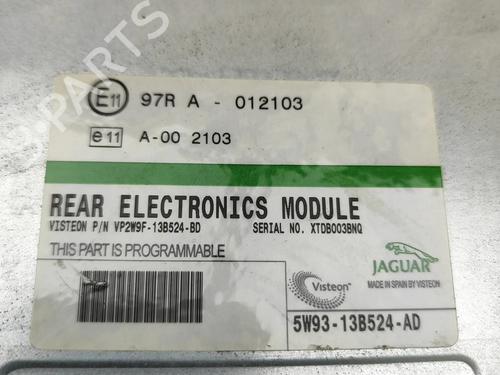 E11 97R A - 012103
e11 A-00 2103
REAR ELECTRONICS MODULE
VISTEON P/N VP2W9F-13B524-BD SERIAL NO. XTDB003BNQ
THIS PART IS PROGRAMMABLE
Visteon
JAGUAR
MADE IN SPAIN BY VISTEON
5W93-13B524-AD
PARTS